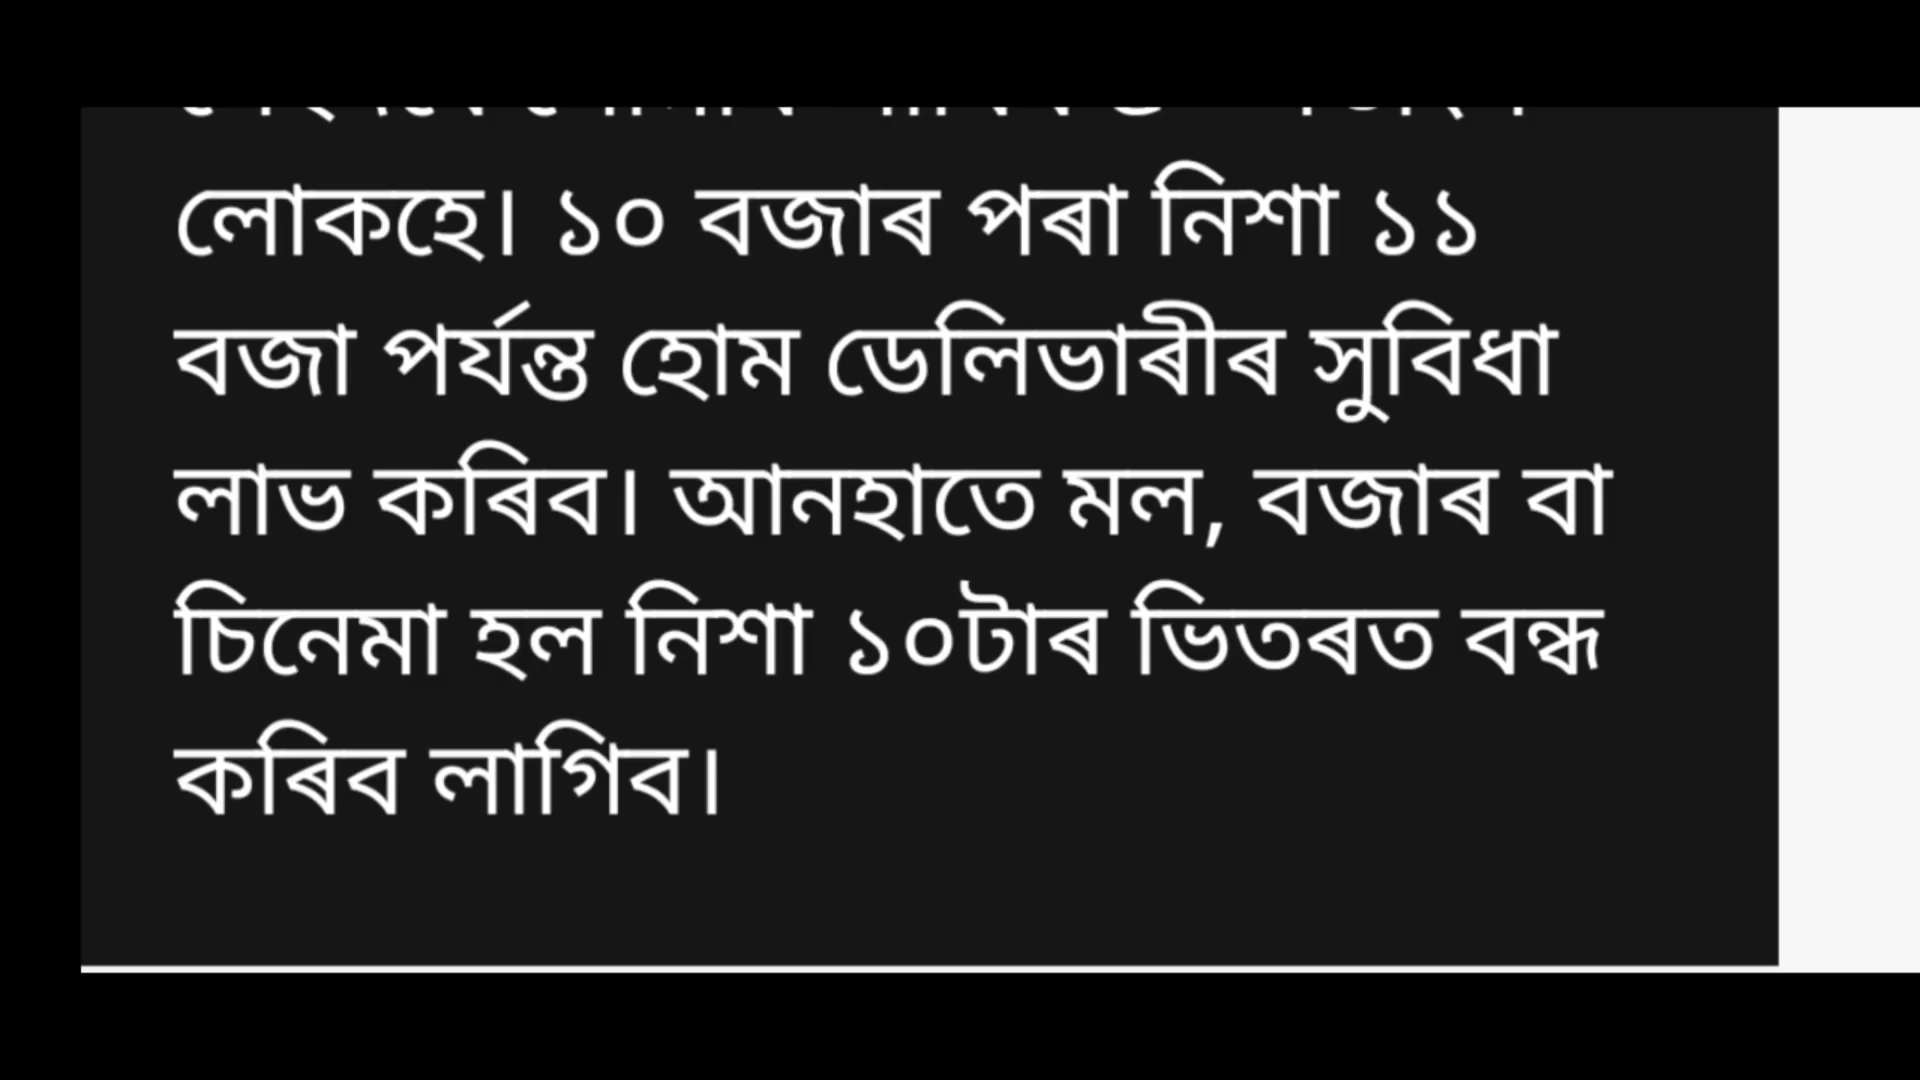 লোকহে। ১০ বজাৰ পৰা নিশা ১১
বজা পৰ্যন্ত হোম ডেলিভাৰীৰ সুবিধা
লাভ কৰিব। আনহাতে মল, বজাৰ বা
চিনেমা হল নিশা ১০টাৰ ভিতৰত বন্ধ
কৰিব লাগিব।